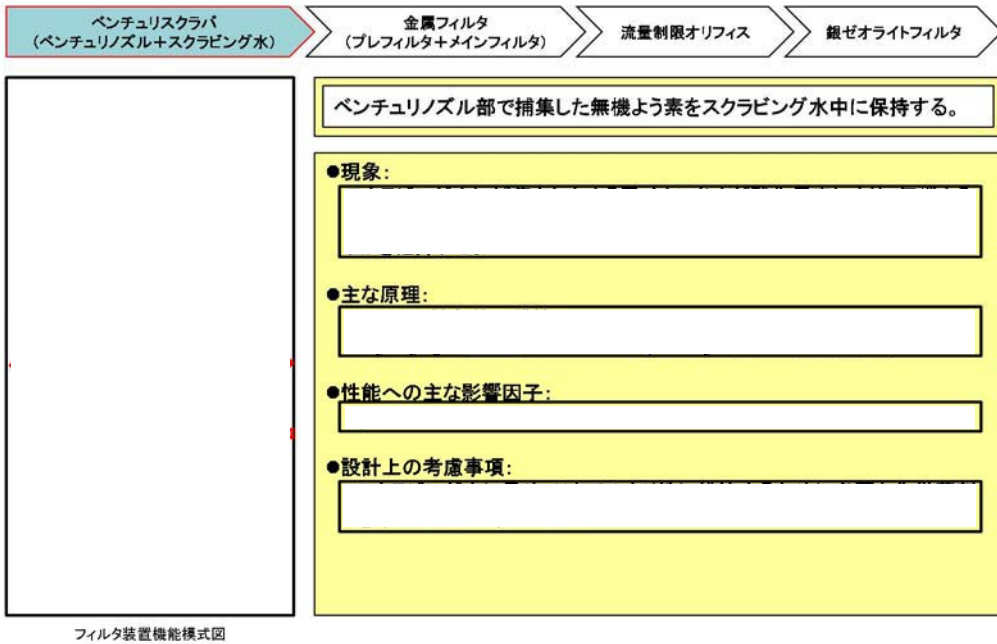 ベンチュリスクラバ
(ベンチュリノズル+スクラビング水)
金属フィルタ
(プレフィルタ+メインフィルタ)
流量制限オリフィス
銀ゼオライトフィルタ
ベンチュリノズル部で捕集した無機よう素をスクラビング水中に保持する。
●現象:
●主な原理:
●性能への主な影響因子:
●設計上の考慮事項:
フィルタ装置機能模式図